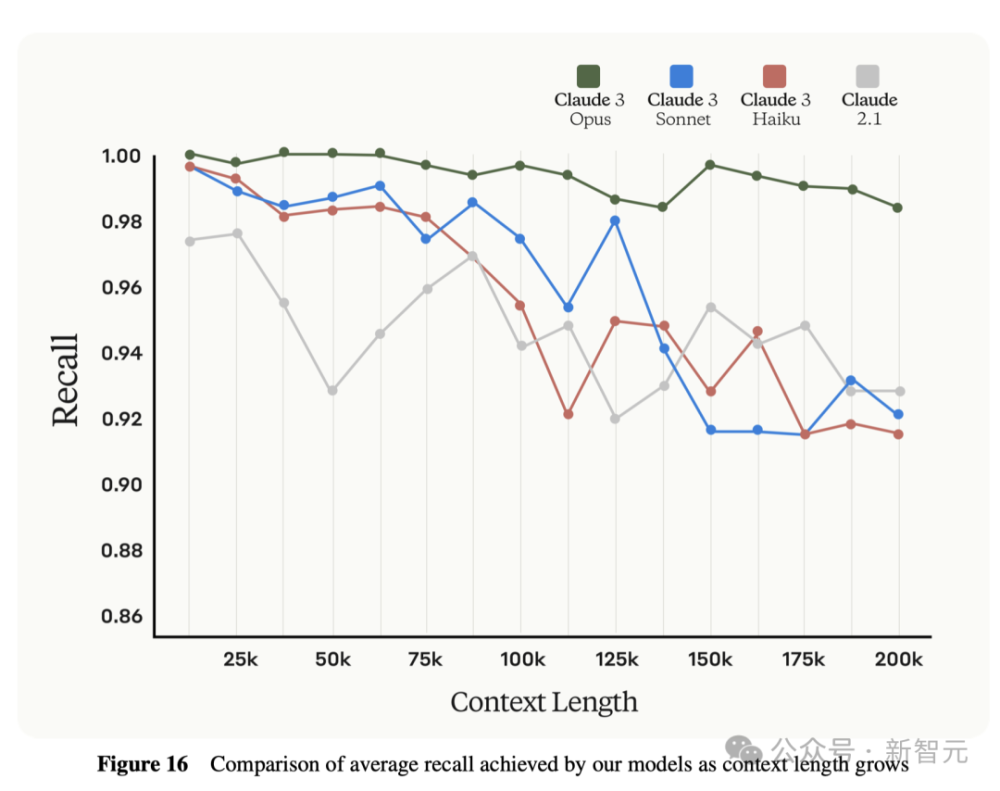 Claude 3 Opus
Claude 3 Sonnet
Claude 3 Haiku
Claude 2.1
1.00
0.98
0.96
0.94
0.92
0.90
0.88
0.86
Recall
25k 50k 75k 100k 125k 150k 175k 200k
Context Length
公众号 · 新智元
Figure 16 Comparison of average recall achieved by our models as context length grows